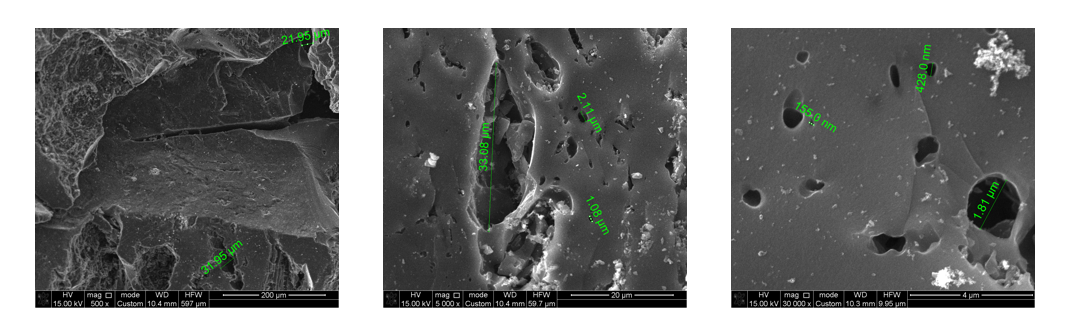 21.95 µm
31.95 µm
HV mag □ mode WD HFW
15.00 kV 500 x Custom 10.4 mm 597 µm
200 µm
33.08 µm
2.11 µm
1.08 µm
HV mag □ mode WD HFW
15.00 kV 5 000 x Custom 10.4 mm 59.7 µm
20 µm
428.0 nm
155.0 nm
1.81 µm
HV mag □ mode WD HFW
15.00 kV 30 000 x Custom 10.3 mm 9.95 µm
4 µm